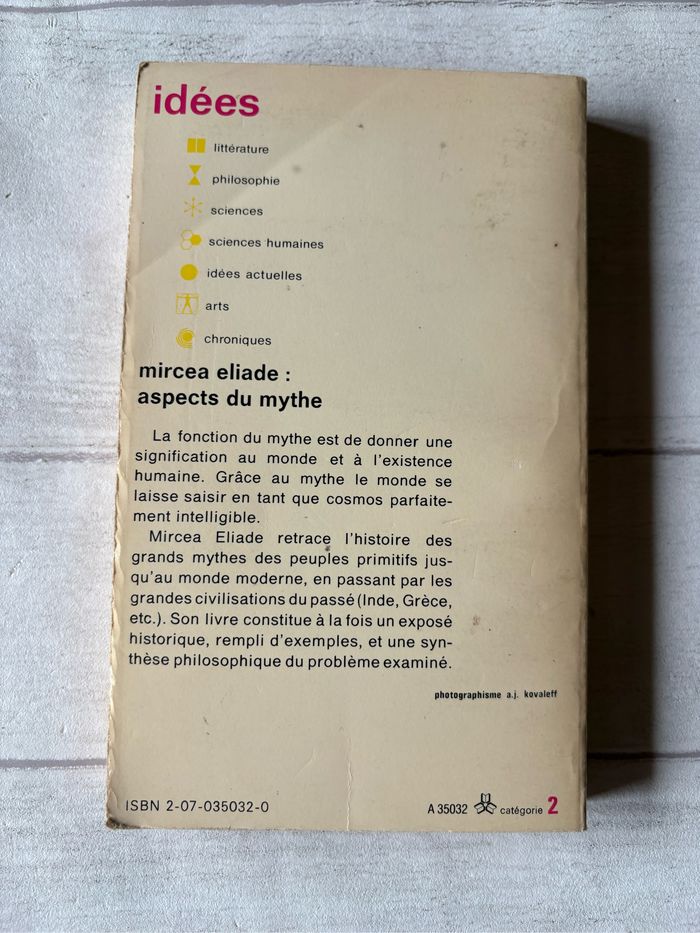 idées
littérature
philosophie
sciences
sciences humaines
idées actuelles
arts
chroniques
mircea eliade :
aspects du mythe
La fonction du mythe est de donner une
signification au monde et à l'existence
humaine. Grâce au mythe le monde se
laisse saisir en tant que cosmos parfaite-
ment intelligible.
Mircea Eliade retrace l'histoire des
grands mythes des peuples primitifs jus-
qu'au monde moderne, en passant par les
grandes civilisations du passé (Inde, Grèce,
etc.). Son livre constitue à la fois un exposé
historique, rempli d'exemples, et une syn-
thèse philosophique du problème examiné.
photographisme a.j. kovaleff
ISBN 2-07-035032-0
A 35032 catégorie 2